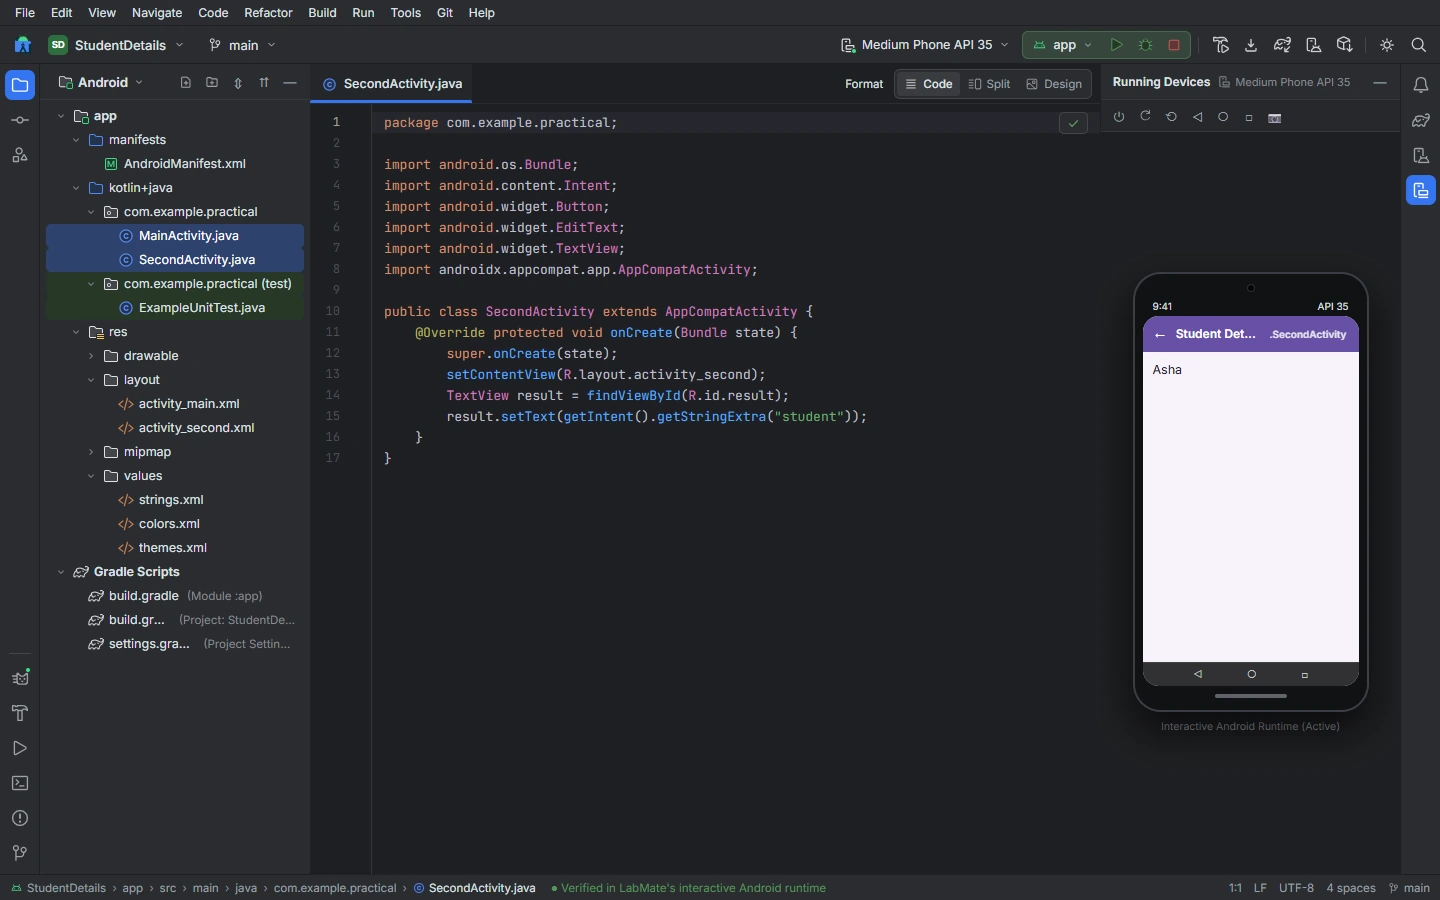 File Edit View Navigate Code Refactor Build Run Tools Git Help
SD StudentDetails main Medium Phone API 35 app
Android
app
manifests
AndroidManifest.xml
kotlin+java
com.example.practical
MainActivity.java
SecondActivity.java
com.example.practical (test)
ExampleUnitTest.java
res
drawable
layout
activity_main.xml
activity_second.xml
mipmap
values
strings.xml
colors.xml
themes.xml
Gradle Scripts
build.gradle (Module :app)
build.gr... (Project: StudentDe...
settings.gra... (Project Settin...
SecondActivity.java Format Code Split Design
1 package com.example.practical;
2
3 import android.os.Bundle;
4 import android.content.Intent;
5 import android.widget.Button;
6 import android.widget.EditText;
7 import android.widget.TextView;
8 import androidx.appcompat.app.AppCompatActivity;
9
10 public class SecondActivity extends AppCompatActivity {
11     @Override protected void onCreate(Bundle state) {
12         super.onCreate(state);
13         setContentView(R.layout.activity_second);
14         TextView result = findViewById(R.id.result);
15         result.setText(getIntent().getStringExtra("student"));
16     }
17 }
Running Devices Medium Phone API 35
9:41 API 35
← Student Det... .SecondActivity
Asha
Interactive Android Runtime (Active)
StudentDetails › app › src › main › java › com.example.practical › SecondActivity.java ● Verified in LabMate's interactive Android runtime 1:1 LF UTF-8 4 spaces main